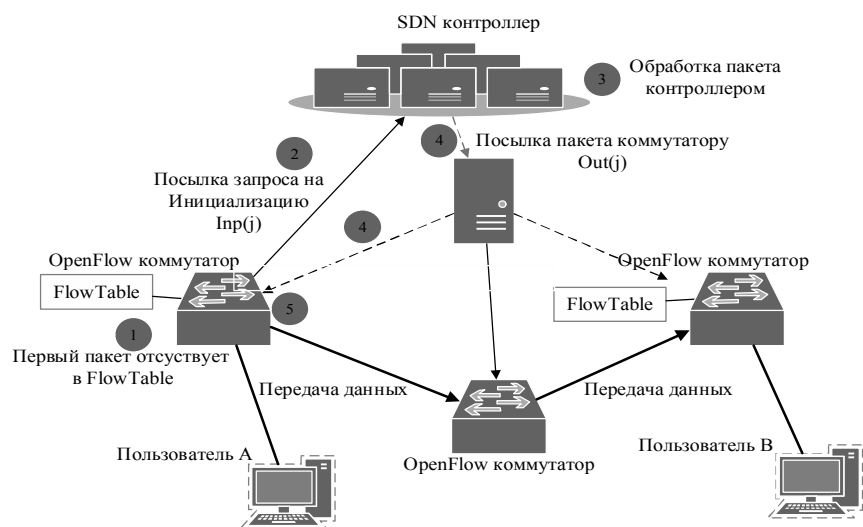 SDN контроллер
3
Обработка пакета
контроллером
2
4
Посылка пакета коммутатору
Out(j)
Посылка запроса на
Инициализацию
Inp(j)
4
OpenFlow коммутатор
FlowTable
OpenFlow коммутатор
FlowTable
5
1
Первый пакет отсуствует
в FlowTable
Передача данных
Передача данных
Пользователь А
OpenFlow коммутатор
Пользователь В